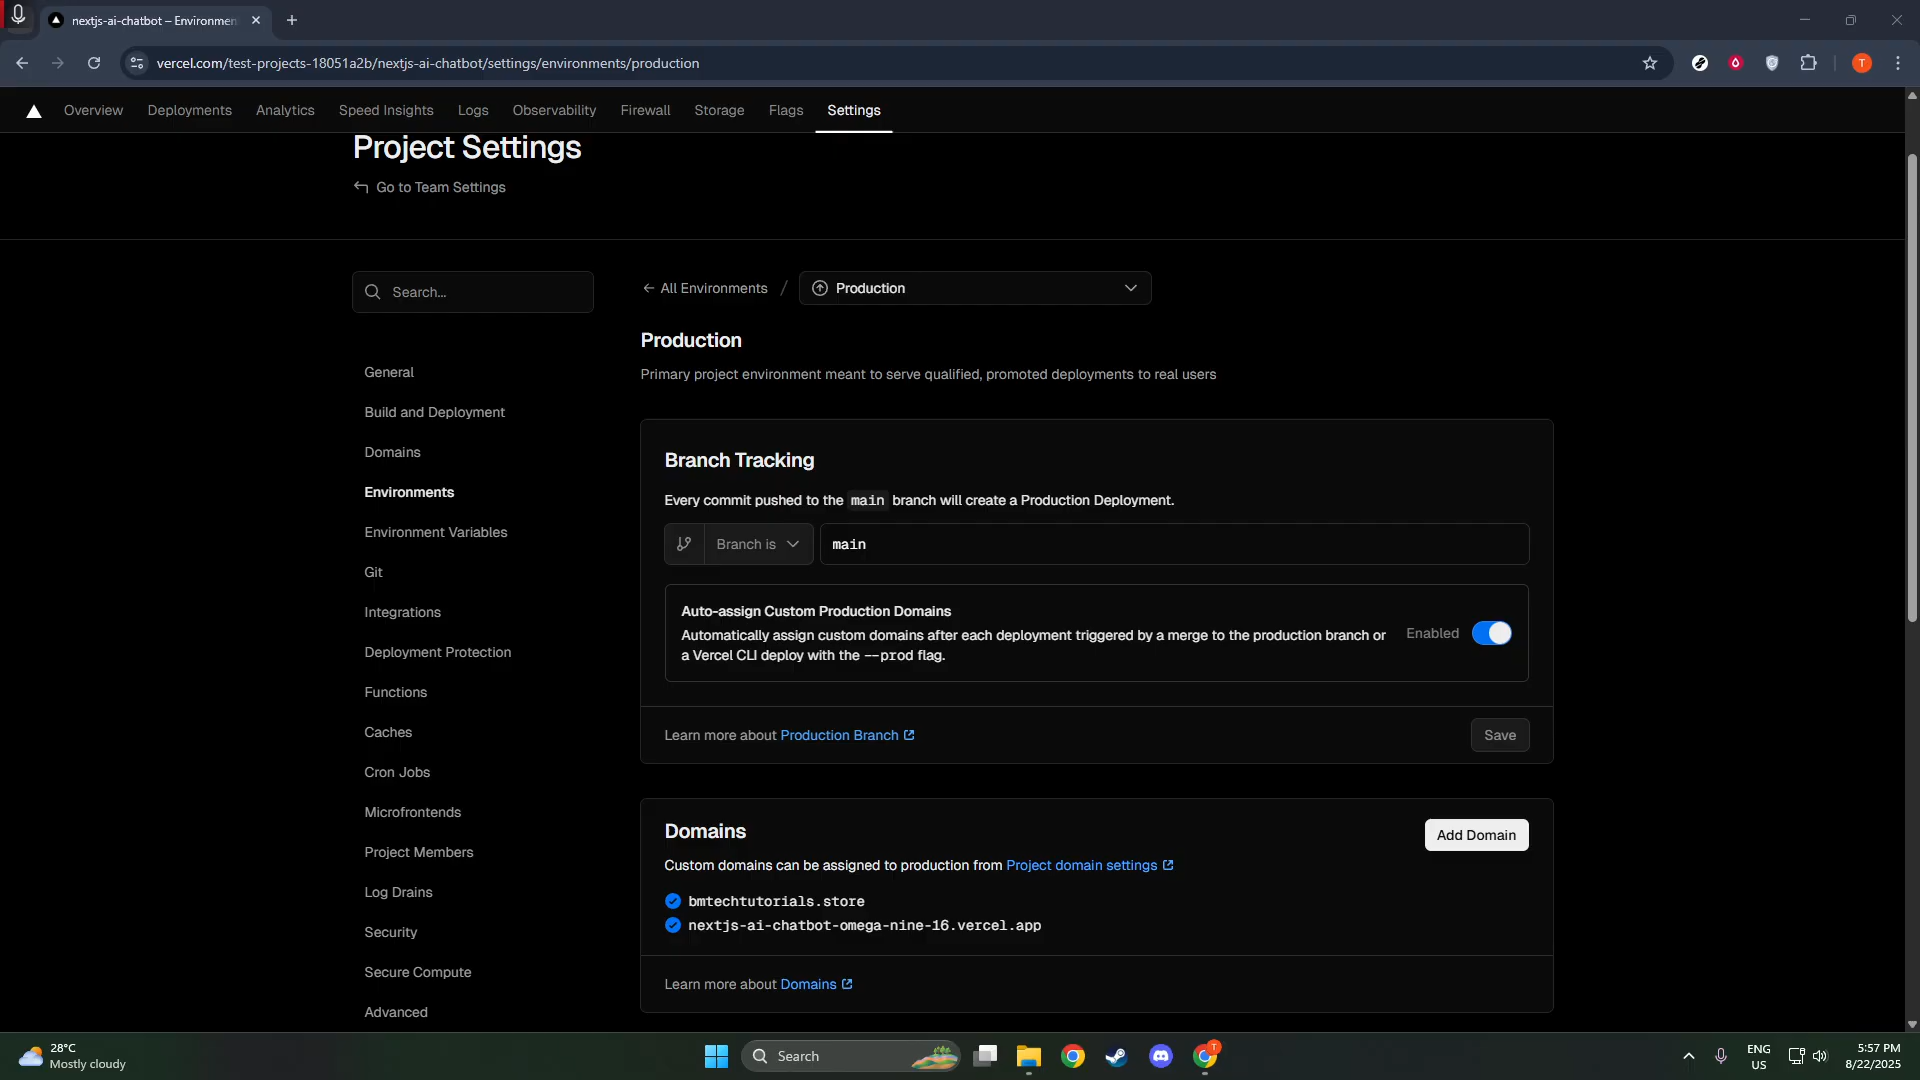 nextjs-ai-chatbot – Environmen
vercel.com/test-projects-18051a2b/nextjs-ai-chatbot/settings/environments/production
T
Overview Deployments Analytics Speed Insights Logs Observability Firewall Storage Flags Settings
Project Settings
Go to Team Settings
Search...
General
Build and Deployment
Domains
Environments
Environment Variables
Git
Integrations
Deployment Protection
Functions
Caches
Cron Jobs
Microfrontends
Project Members
Log Drains
Security
Secure Compute
Advanced
All Environments / Production
Production
Primary project environment meant to serve qualified, promoted deployments to real users
Branch Tracking
Every commit pushed to the main branch will create a Production Deployment.
Branch is main
Auto-assign Custom Production Domains
Automatically assign custom domains after each deployment triggered by a merge to the production branch or
a Vercel CLI deploy with the --prod flag.
Enabled
Learn more about Production Branch
Save
Domains
Add Domain
Custom domains can be assigned to production from Project domain settings
bmtechtutorials.store
nextjs-ai-chatbot-omega-nine-16.vercel.app
Learn more about Domains
28°C
Mostly cloudy
Search
T
ENG
US
5:57 PM
8/22/2025